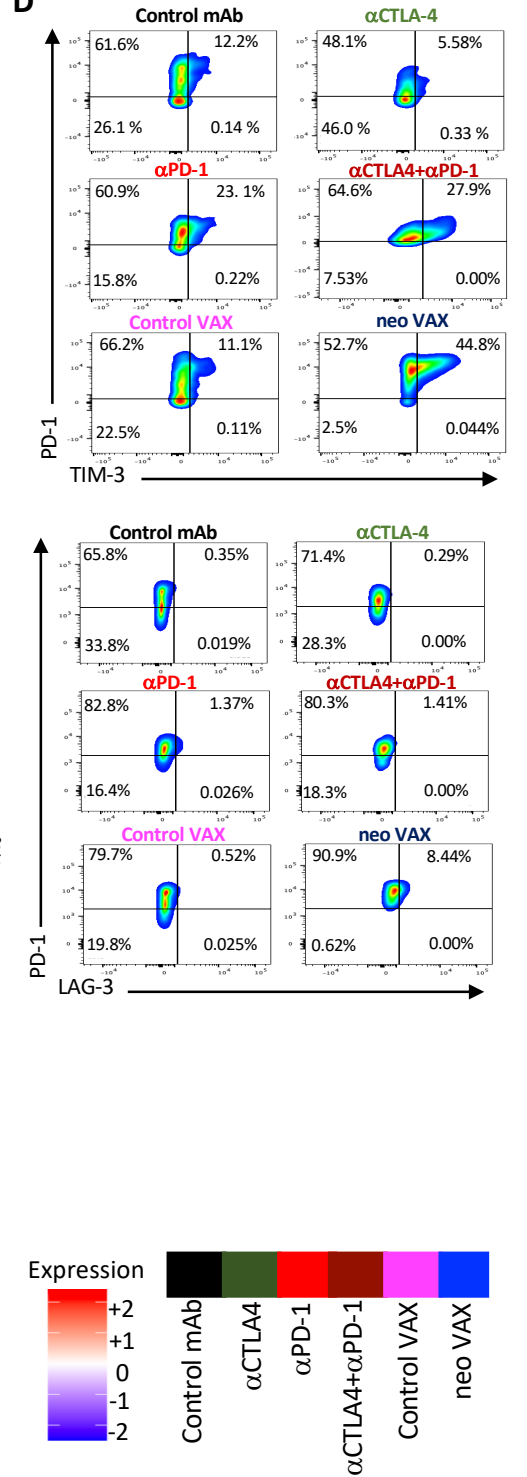 D
Control mAb
αCTLA-4
61.6%
12.2%
48.1%
5.58%
26.1 %
0.14 %
46.0 %
0.33 %
αPD-1
αCTLA4+αPD-1
60.9%
23. 1%
64.6%
27.9%
15.8%
0.22%
7.53%
0.00%
Control VAX
neo VAX
66.2%
11.1%
52.7%
44.8%
22.5%
0.11%
2.5%
0.044%
PD-1
TIM-3
Control mAb
αCTLA-4
65.8%
0.35%
71.4%
0.29%
33.8%
0.019%
28.3%
0.00%
αPD-1
αCTLA4+αPD-1
82.8%
1.37%
80.3%
1.41%
16.4%
0.026%
18.3%
0.00%
Control VAX
neo VAX
79.7%
0.52%
90.9%
8.44%
19.8%
0.025%
0.62%
0.00%
PD-1
LAG-3
Expression
+2
+1
0
-1
-2
Control mAb
αCTLA4
αPD-1
αCTLA4+αPD-1
Control VAX
neo VAX